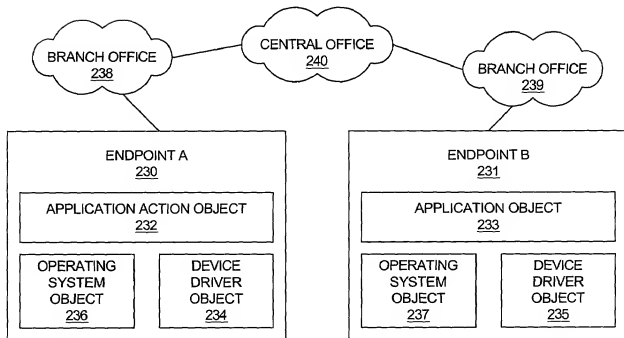 BRANCH OFFICE
238
CENTRAL OFFICE
240
BRANCH OFFICE
239
ENDPOINT A
230
APPLICATION ACTION OBJECT
232
OPERATING
SYSTEM
OBJECT
236
DEVICE
DRIVER
OBJECT
234
ENDPOINT B
231
APPLICATION OBJECT
233
OPERATING
SYSTEM
OBJECT
237
DEVICE
DRIVER
OBJECT
235